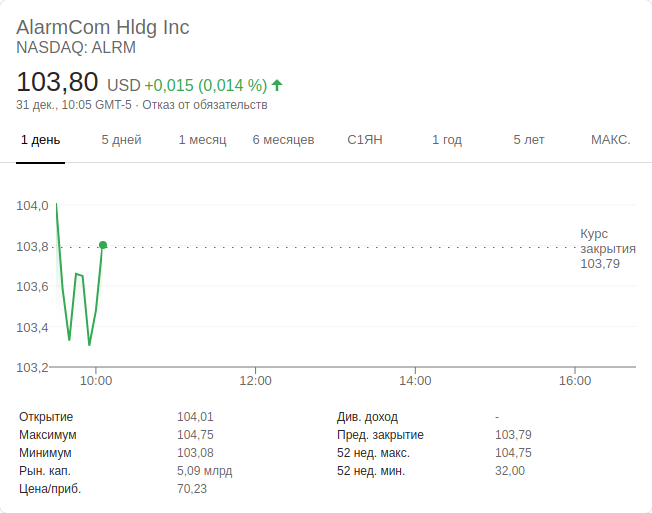 AlarmCom Hldg Inc
NASDAQ: ALRM
103,80 USD +0,015 (0,014 %)
31 дек., 10:05 GMT-5 · Отказ от обязательств
1 день 5 дней 1 месяц 6 месяцев С1ЯН 1 год 5 лет МАКС.
104,0
103,8
103,6
103,4
103,2
Курс
закрытия
103,79
10:00 12:00 14:00 16:00
Открытие 104,01 Див. доход -
Максимум 104,75 Пред. закрытие 103,79
Минимум 103,08 52 нед. макс. 104,75
Рын. кап. 5,09 млрд 52 нед. мин. 32,00
Цена/приб. 70,23